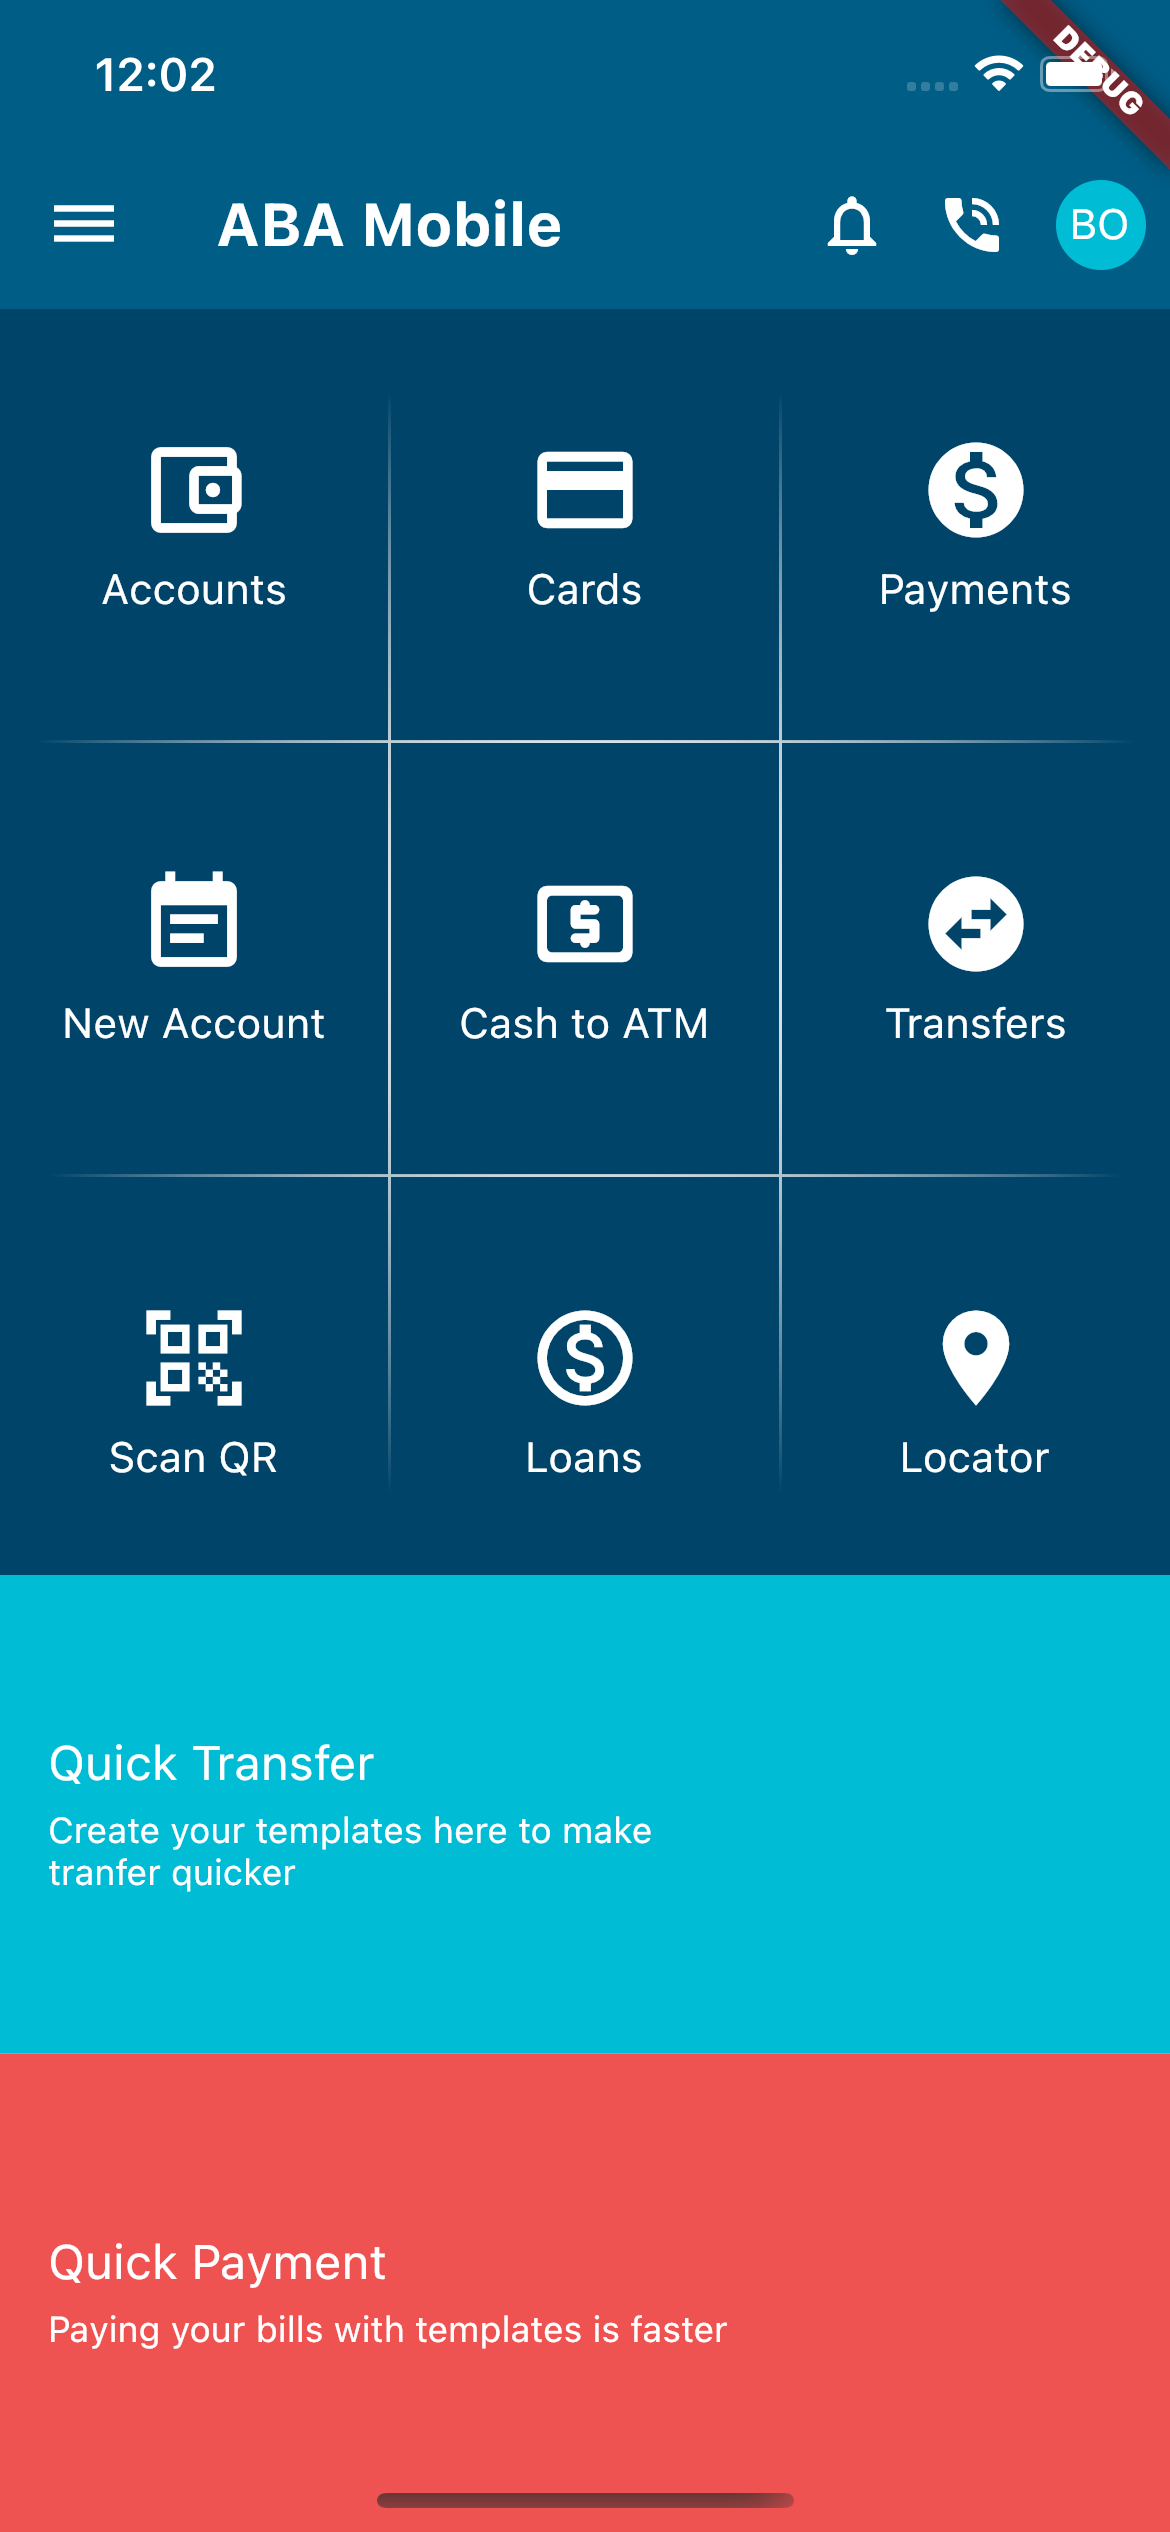 12:02
DEBUG
ABA Mobile
BO
Accounts
Cards
Payments
New Account
Cash to ATM
Transfers
Scan QR
Loans
Locator
Quick Transfer
Create your templates here to make
tranfer quicker
Quick Payment
Paying your bills with templates is faster